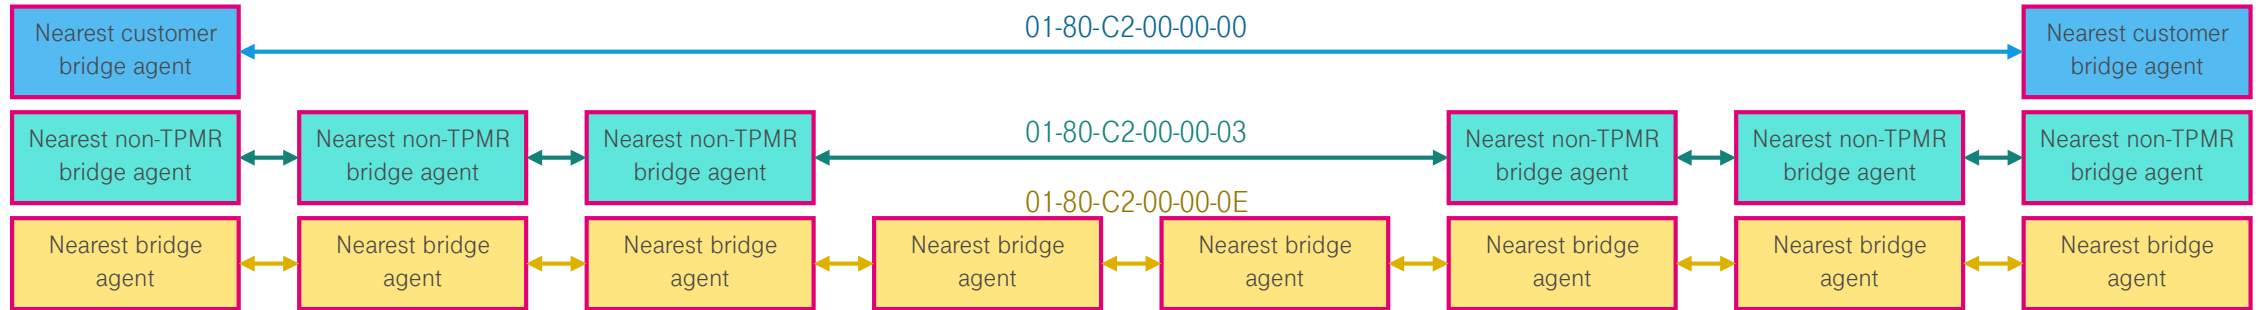 Nearest customer
bridge agent
01-80-C2-00-00-00
Nearest customer
bridge agent
Nearest non-TPMR
bridge agent
Nearest non-TPMR
bridge agent
Nearest non-TPMR
bridge agent
01-80-C2-00-00-03
Nearest non-TPMR
bridge agent
Nearest non-TPMR
bridge agent
Nearest non-TPMR
bridge agent
01-80-C2-00-00-0E
Nearest bridge
agent
Nearest bridge
agent
Nearest bridge
agent
Nearest bridge
agent
Nearest bridge
agent
Nearest bridge
agent
Nearest bridge
agent
Nearest bridge
agent